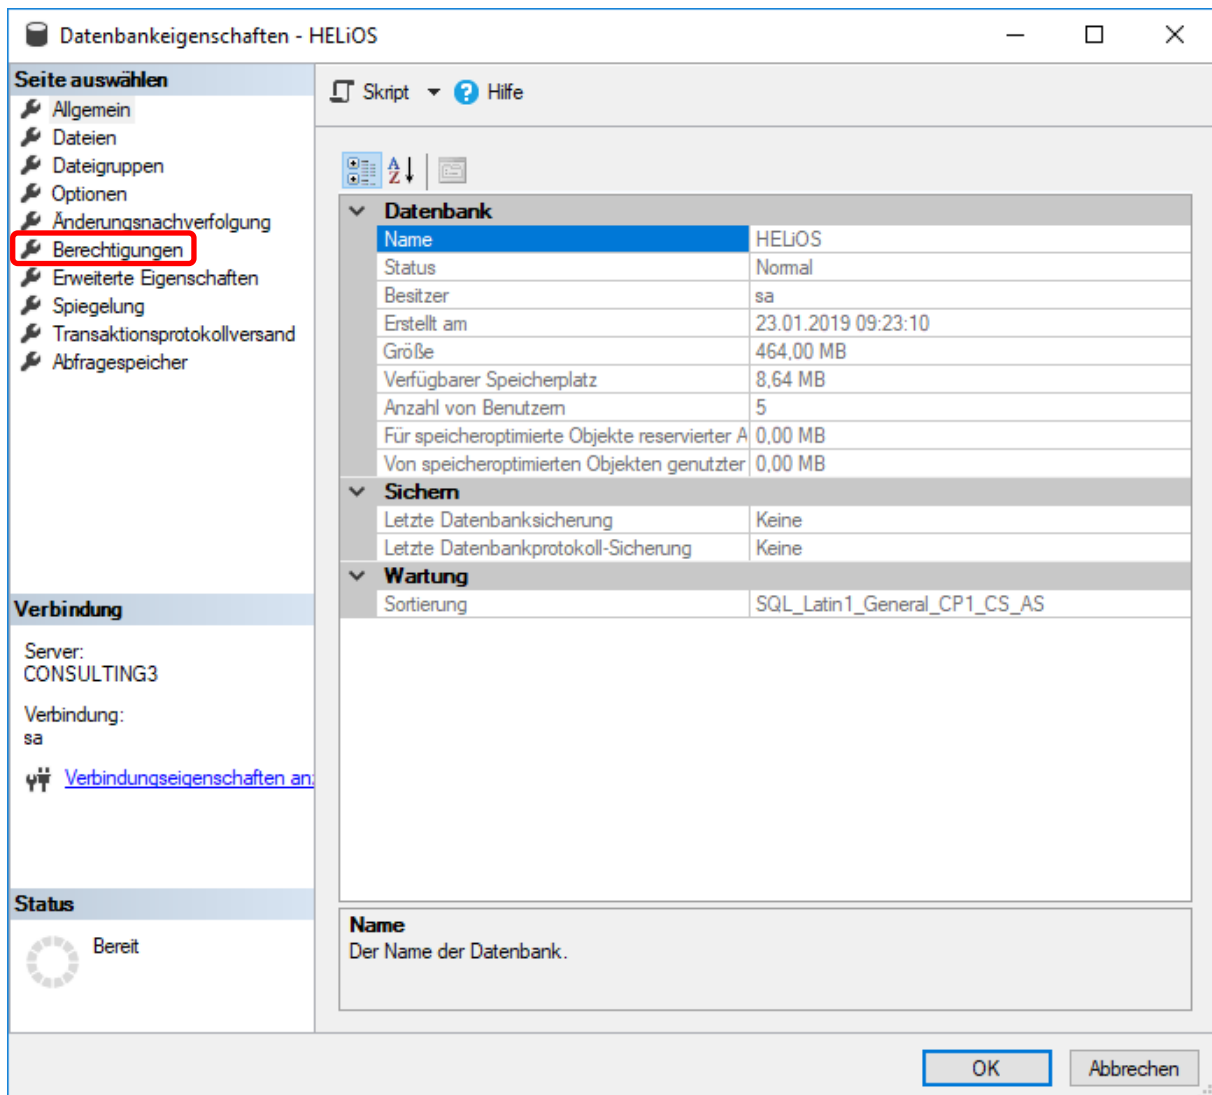 Datenbankeigenschaften - HELiOS
Seite auswählen
Allgemein
Dateien
Dateigruppen
Optionen
Änderungsnachverfolgung
Berechtigungen
Erweiterte Eigenschaften
Spiegelung
Transaktionsprotokollversand
Abfragespeicher
Verbindung
Server:
CONSULTING3
Verbindung:
sa
Verbindungseigenschaften an
Status
Bereit
Skript
Hilfe
Datenbank
Name HELiOS
Status Normal
Besitzer sa
Erstellt am 23.01.2019 09:23:10
Größe 464,00 MB
Verfügbarer Speicherplatz 8,64 MB
Anzahl von Benutzern 5
Für speicheroptimierte Objekte reservierter A 0,00 MB
Von speicheroptimierten Objekten genutzter 0,00 MB
Sichern
Letzte Datenbanksicherung Keine
Letzte Datenbankprotokoll-Sicherung Keine
Wartung
Sortierung SQL_Latin1_General_CP1_CS_AS
Name
Der Name der Datenbank.
OK
Abbrechen